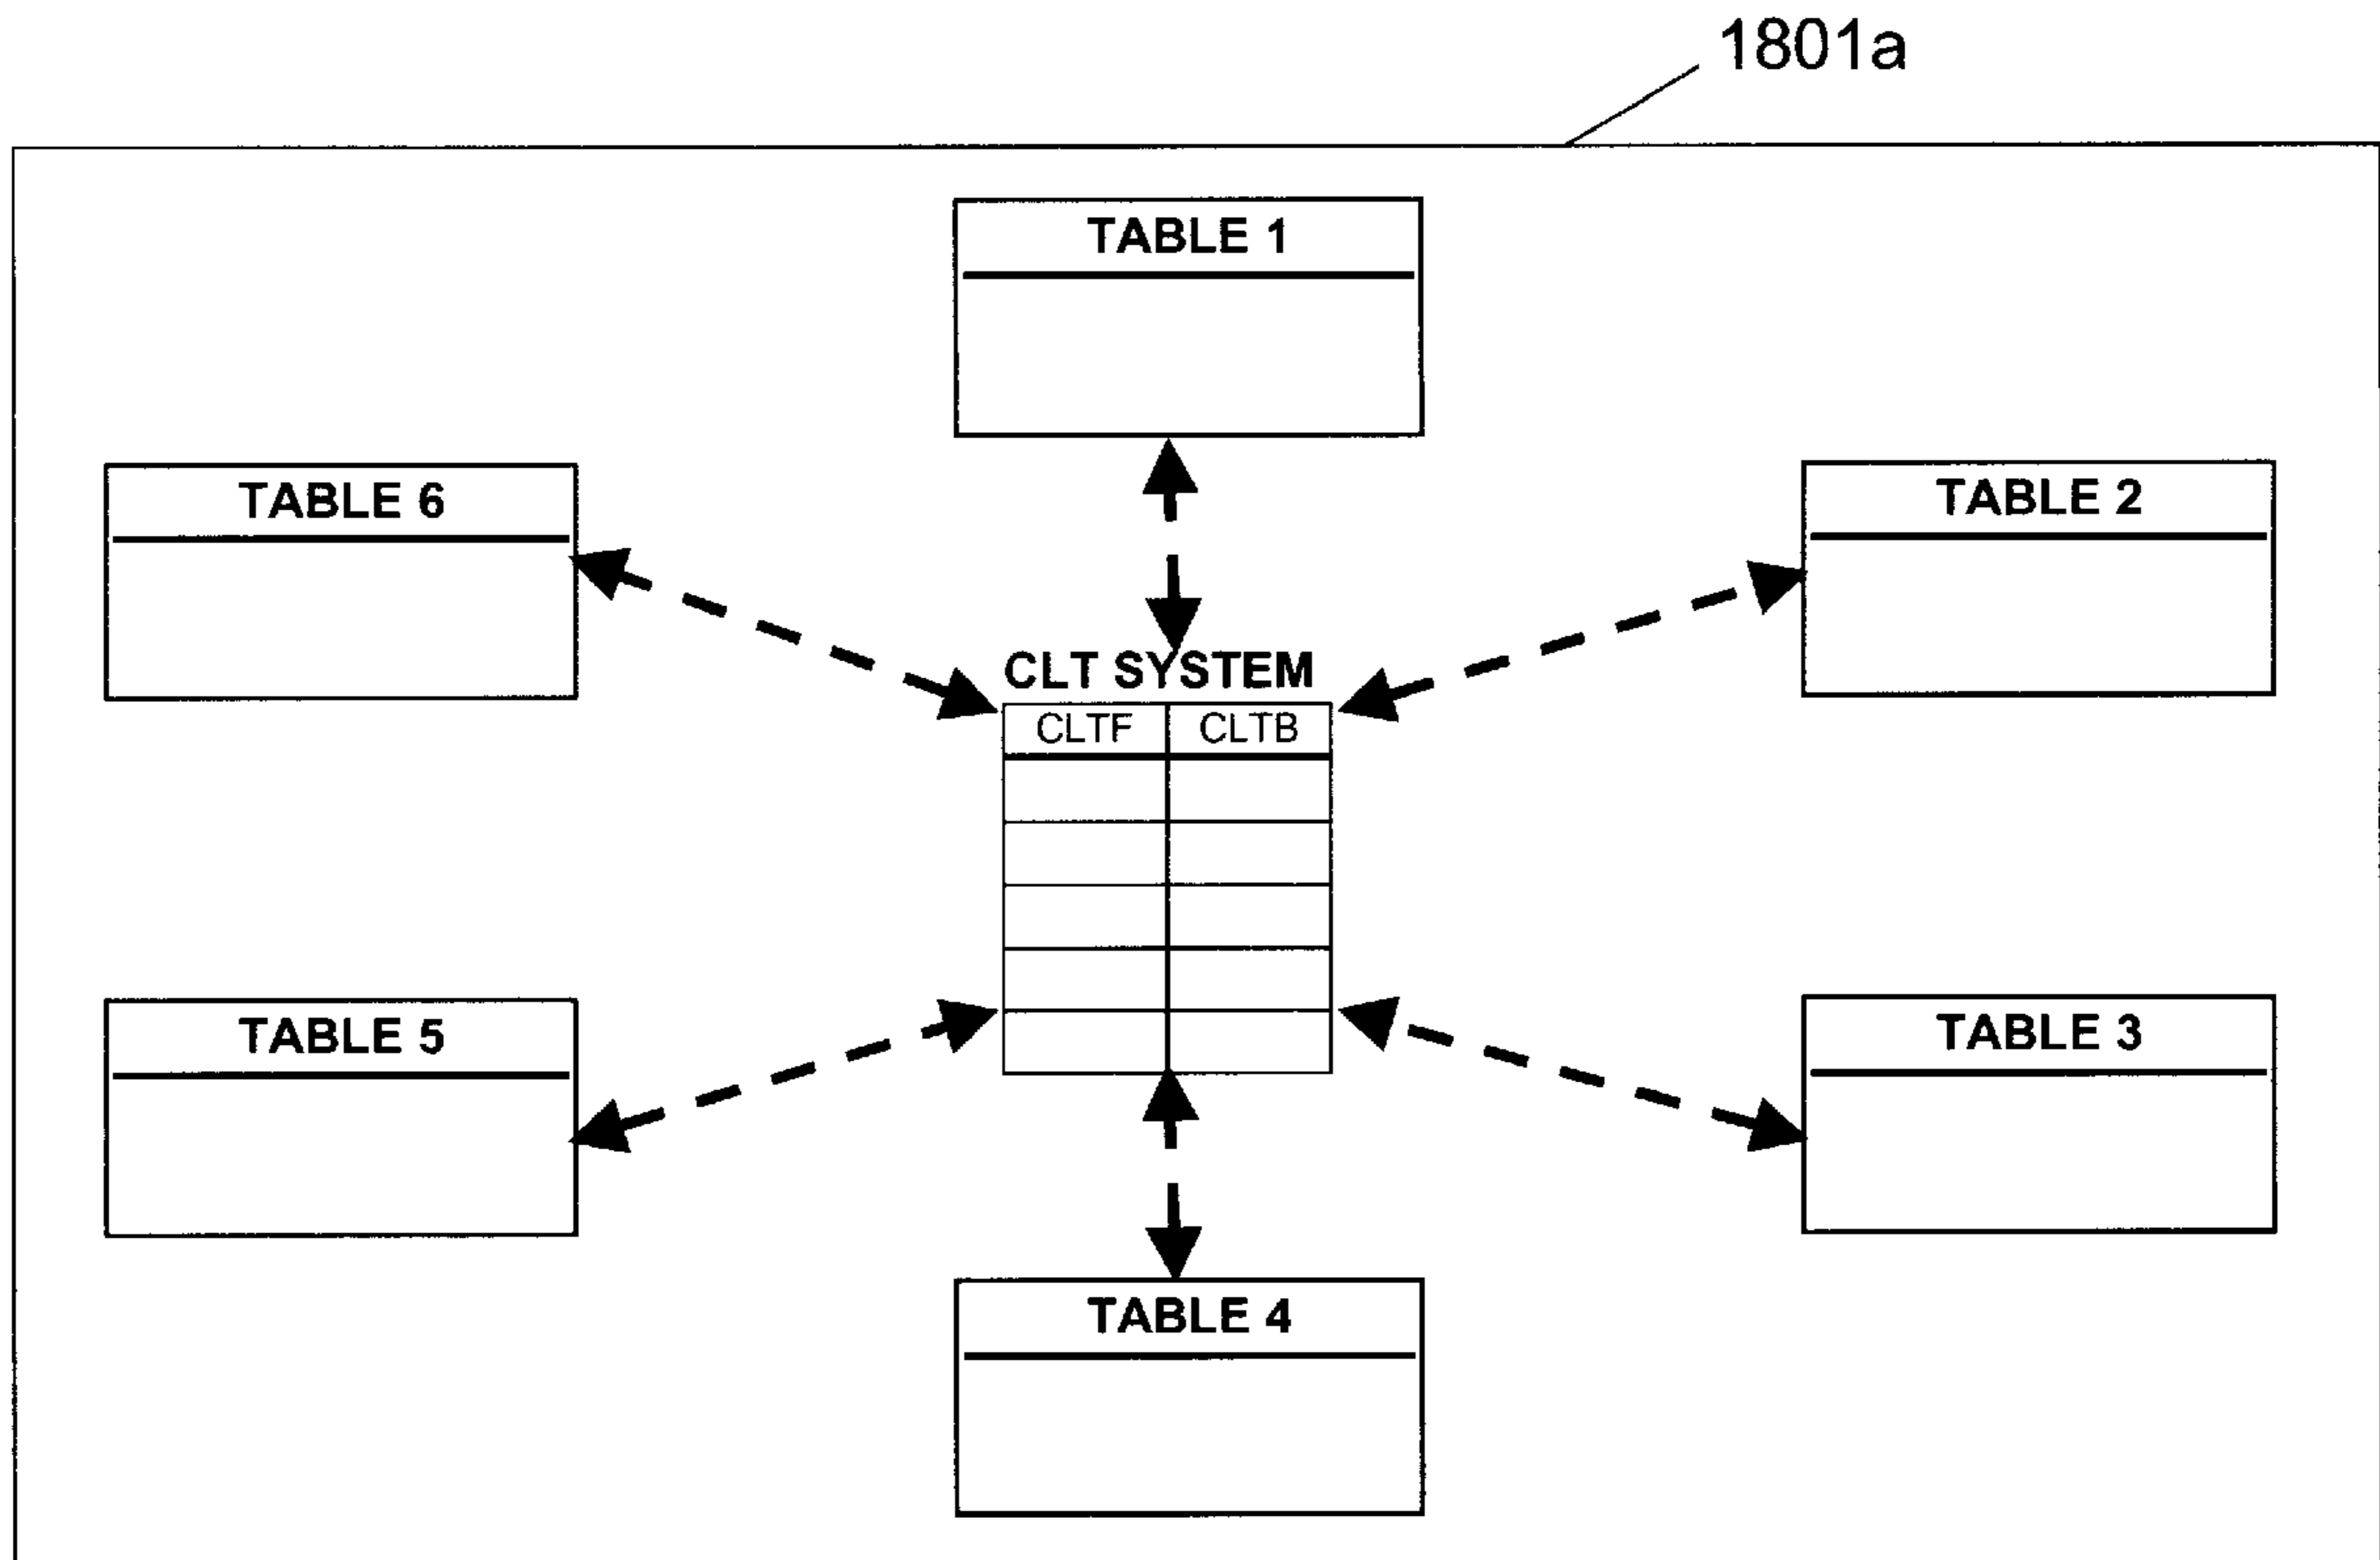 1801a
TABLE 1
TABLE 6
TABLE 2
CLT SYSTEM
CLTF CLTB
TABLE 5
TABLE 3
TABLE 4